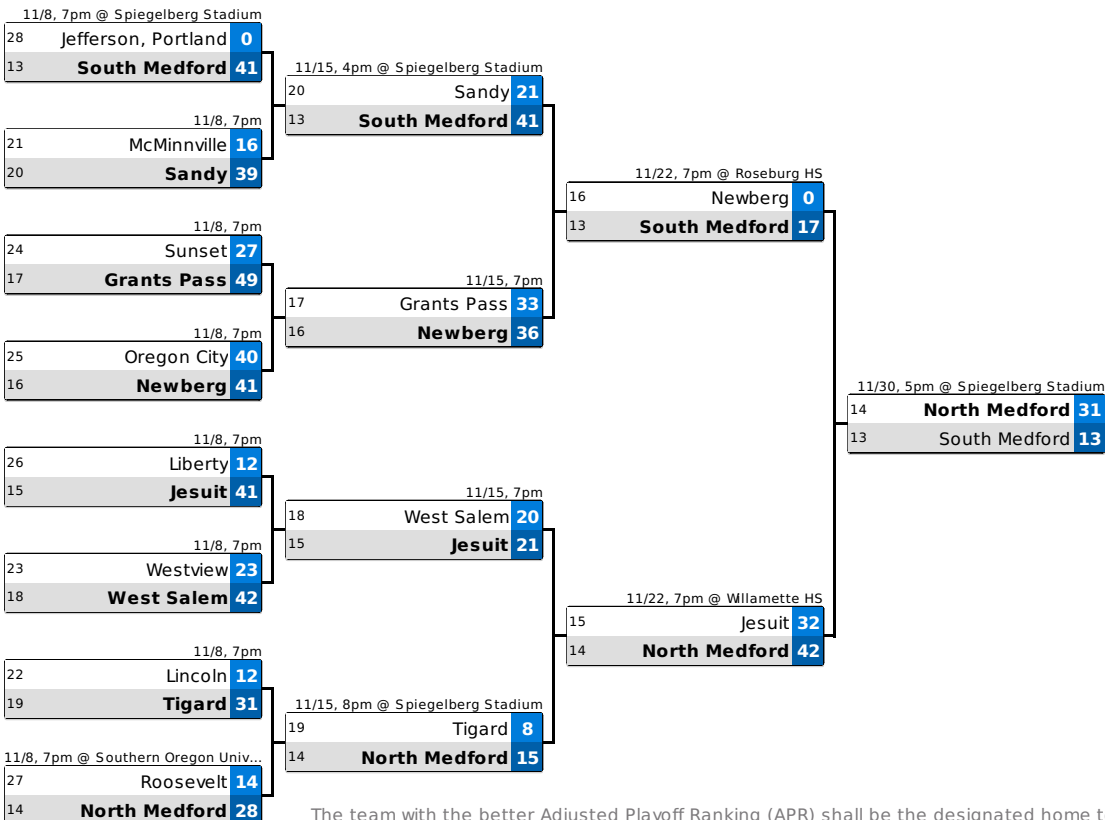 11/8, 7pm @ Spiegelberg Stadium
28 Jefferson, Portland 0
13 South Medford 41
11/8, 7pm
21 McMinnville 16
20 Sandy 39
11/8, 7pm
24 Sunset 27
17 Grants Pass 49
11/8, 7pm
25 Oregon City 40
16 Newberg 41
11/8, 7pm
26 Liberty 12
15 Jesuit 41
11/8, 7pm
23 Westview 23
18 West Salem 42
11/8, 7pm
22 Lincoln 12
19 Tigard 31
11/8, 7pm @ Southern Oregon Univ...
27 Roosevelt 14
14 North Medford 28
11/15, 4pm @ Spiegelberg Stadium
20 Sandy 21
13 South Medford 41
11/15, 7pm
17 Grants Pass 33
16 Newberg 36
11/15, 7pm
18 West Salem 20
15 Jesuit 21
11/15, 8pm @ Spiegelberg Stadium
19 Tigard 8
14 North Medford 15
11/22, 7pm @ Roseburg HS
16 Newberg 0
13 South Medford 17
11/22, 7pm @ Willamette HS
15 Jesuit 32
14 North Medford 42
11/30, 5pm @ Spiegelberg Stadium
14 North Medford 31
13 South Medford 13
The team with the better Adjusted Playoff Ranking (APR) shall be the designated home t